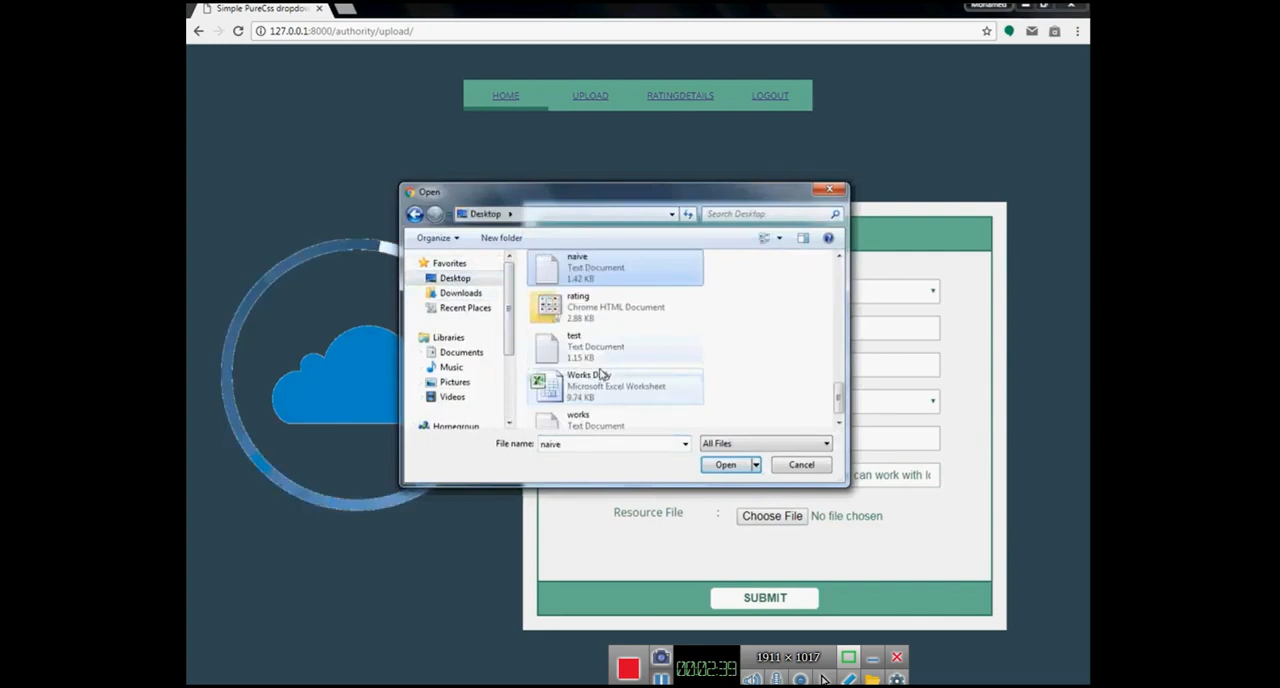 Simple PureCss dropdo
Mohamed
127.0.0.1:8000/authority/upload/
HOME UPLOAD RATINGDETAILS LOGOUT
Open
Desktop
Search Desktop
Organize New folder
Favorites
Desktop
Downloads
Recent Places
Libraries
Documents
Music
Pictures
Videos
Homegroup
naive
Text Document
1.42 KB
rating
Chrome HTML Document
2.88 KB
test
Text Document
1.15 KB
Works
Microsoft Excel Worksheet
9.74 KB
works
Text Document
File name: naive All Files
Open Cancel
can work with
Resource File : Choose File No file chosen
SUBMIT
00:02:39
1911 × 1017